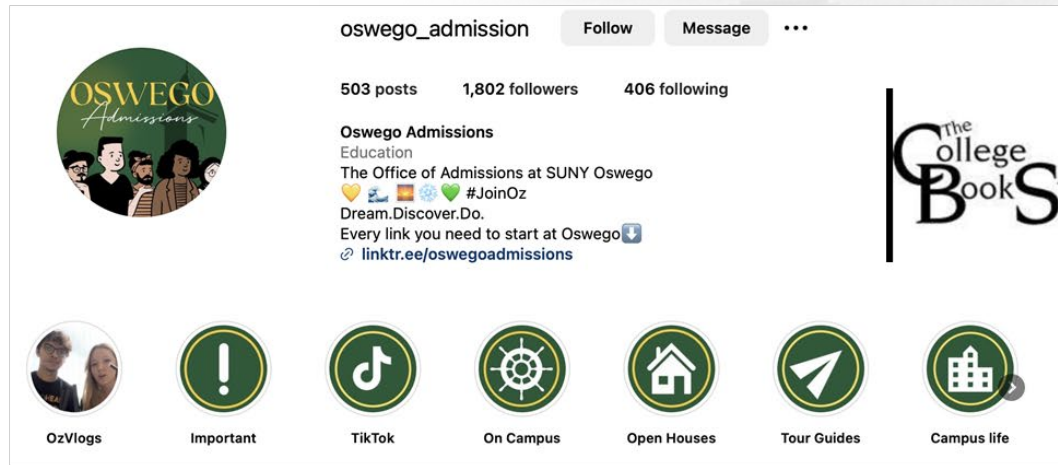 oswego_admission Follow Message
503 posts 1,802 followers 406 following
OSWEGO
Admissions
Oswego Admissions
Education
The Office of Admissions at SUNY Oswego
💛 🌊 🌅 ❄️ 💚 #JoinOz
Dream.Discover.Do.
Every link you need to start at Oswego⬇️
linktr.ee/oswegoadmissions
The
College
BookS
OzVlogs Important TikTok On Campus Open Houses Tour Guides Campus life